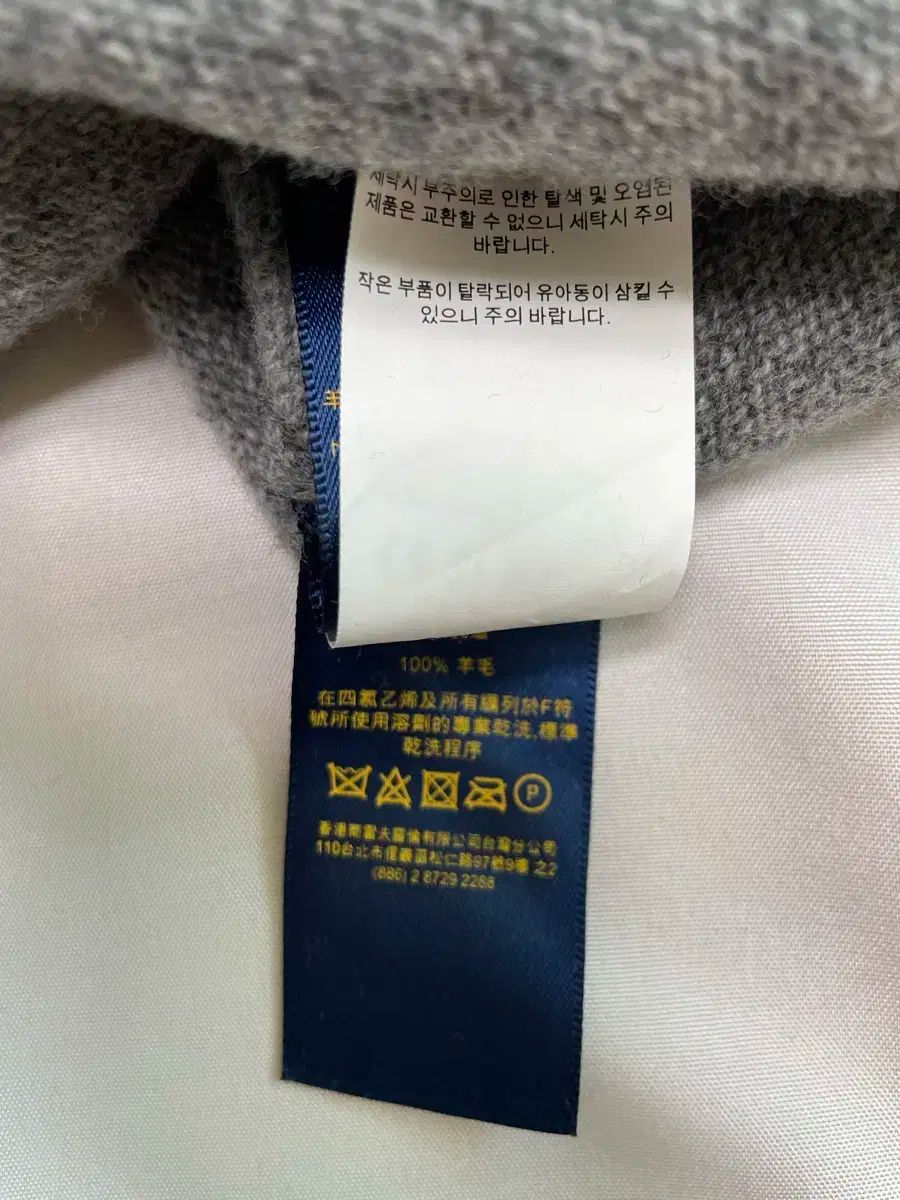 세탁시 부주의로 인한 탈색 및 오염된
제품은 교환할 수 없으니 세탁시 주의
바랍니다.
작은 부품이 탈락되어 유아동이 삼킬 수
있으니 주의 바랍니다.
100% 羊毛
在四氯乙烯及所有羅列於F符
號所使用溶劑的專業乾洗,標準
乾洗程序
P
香港商雷夫羅倫有限公司台灣分公司
110台北市信義區松仁路97號9樓之2
(886) 2 8729 2288